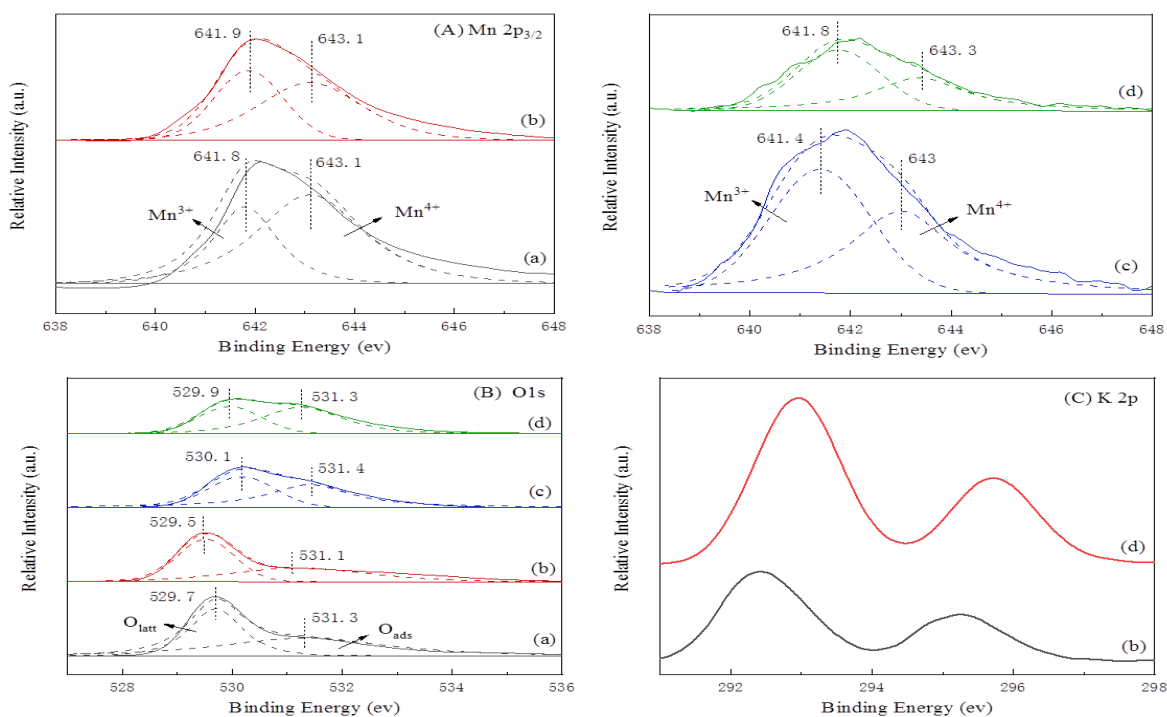 (A) Mn 2p3/2
641.9
643.1
(b)
641.8
643.1
Mn3+
Mn4+
(a)
Relative Intensity (a.u.)
638 640 642 644 646 648
Binding Energy (ev)
641.8
643.3
(d)
641.4
643
Mn3+
Mn4+
(c)
Relative Intensity (a.u.)
638 640 642 644 646 648
Binding Energy (ev)
(B) O1s
529.9
531.3
(d)
530.1
531.4
(c)
529.5
531.1
(b)
529.7
531.3
Olatt
Oads
(a)
Relative Intensity (a.u.)
528 530 532 534 536
Binding Energy (ev)
(C) K 2p
(d)
(b)
Relative Intensity (a.u.)
292 294 296 298
Binding Energy (ev)